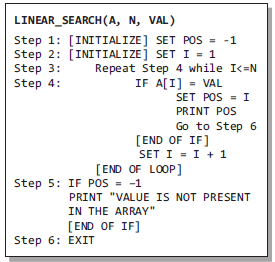 LINEAR_SEARCH(A, N, VAL)
Step 1: [INITIALIZE] SET POS = -1
Step 2: [INITIALIZE] SET I = 1
Step 3: Repeat Step 4 while I<=N
Step 4: IF A[I] = VAL
SET POS = I
PRINT POS
Go to Step 6
[END OF IF]
SET I = I + 1
[END OF LOOP]
Step 5: IF POS = -1
PRINT "VALUE IS NOT PRESENT
IN THE ARRAY"
[END OF IF]
Step 6: EXIT